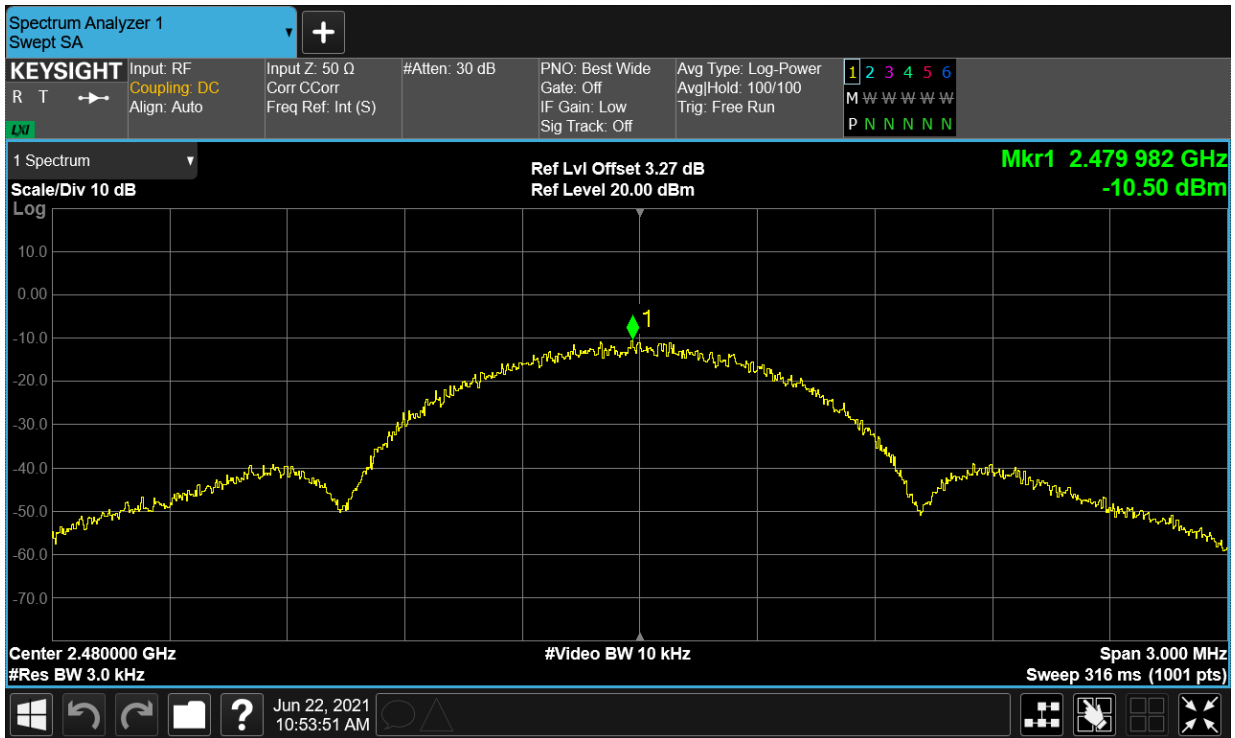 Spectrum Analyzer 1
Swept SA
KEYSIGHT
R T
LXI
Input: RF
Coupling: DC
Align: Auto
Input Z: 50 Ω
Corr CCorr
Freq Ref: Int (S)
#Atten: 30 dB
PNO: Best Wide
Gate: Off
IF Gain: Low
Sig Track: Off
Avg Type: Log-Power
Avg|Hold: 100/100
Trig: Free Run
1 2 3 4 5 6
M W W W W W
P N N N N N
1 Spectrum
Scale/Div 10 dB
Log
Ref Lvl Offset 3.27 dB
Ref Level 20.00 dBm
Mkr1 2.479 982 GHz
-10.50 dBm
10.0
0.00
1
-10.0
-20.0
-30.0
-40.0
-50.0
-60.0
-70.0
Center 2.480000 GHz
#Video BW 10 kHz
Span 3.000 MHz
#Res BW 3.0 kHz
Sweep 316 ms (1001 pts)
?
Jun 22, 2021
10:53:51 AM